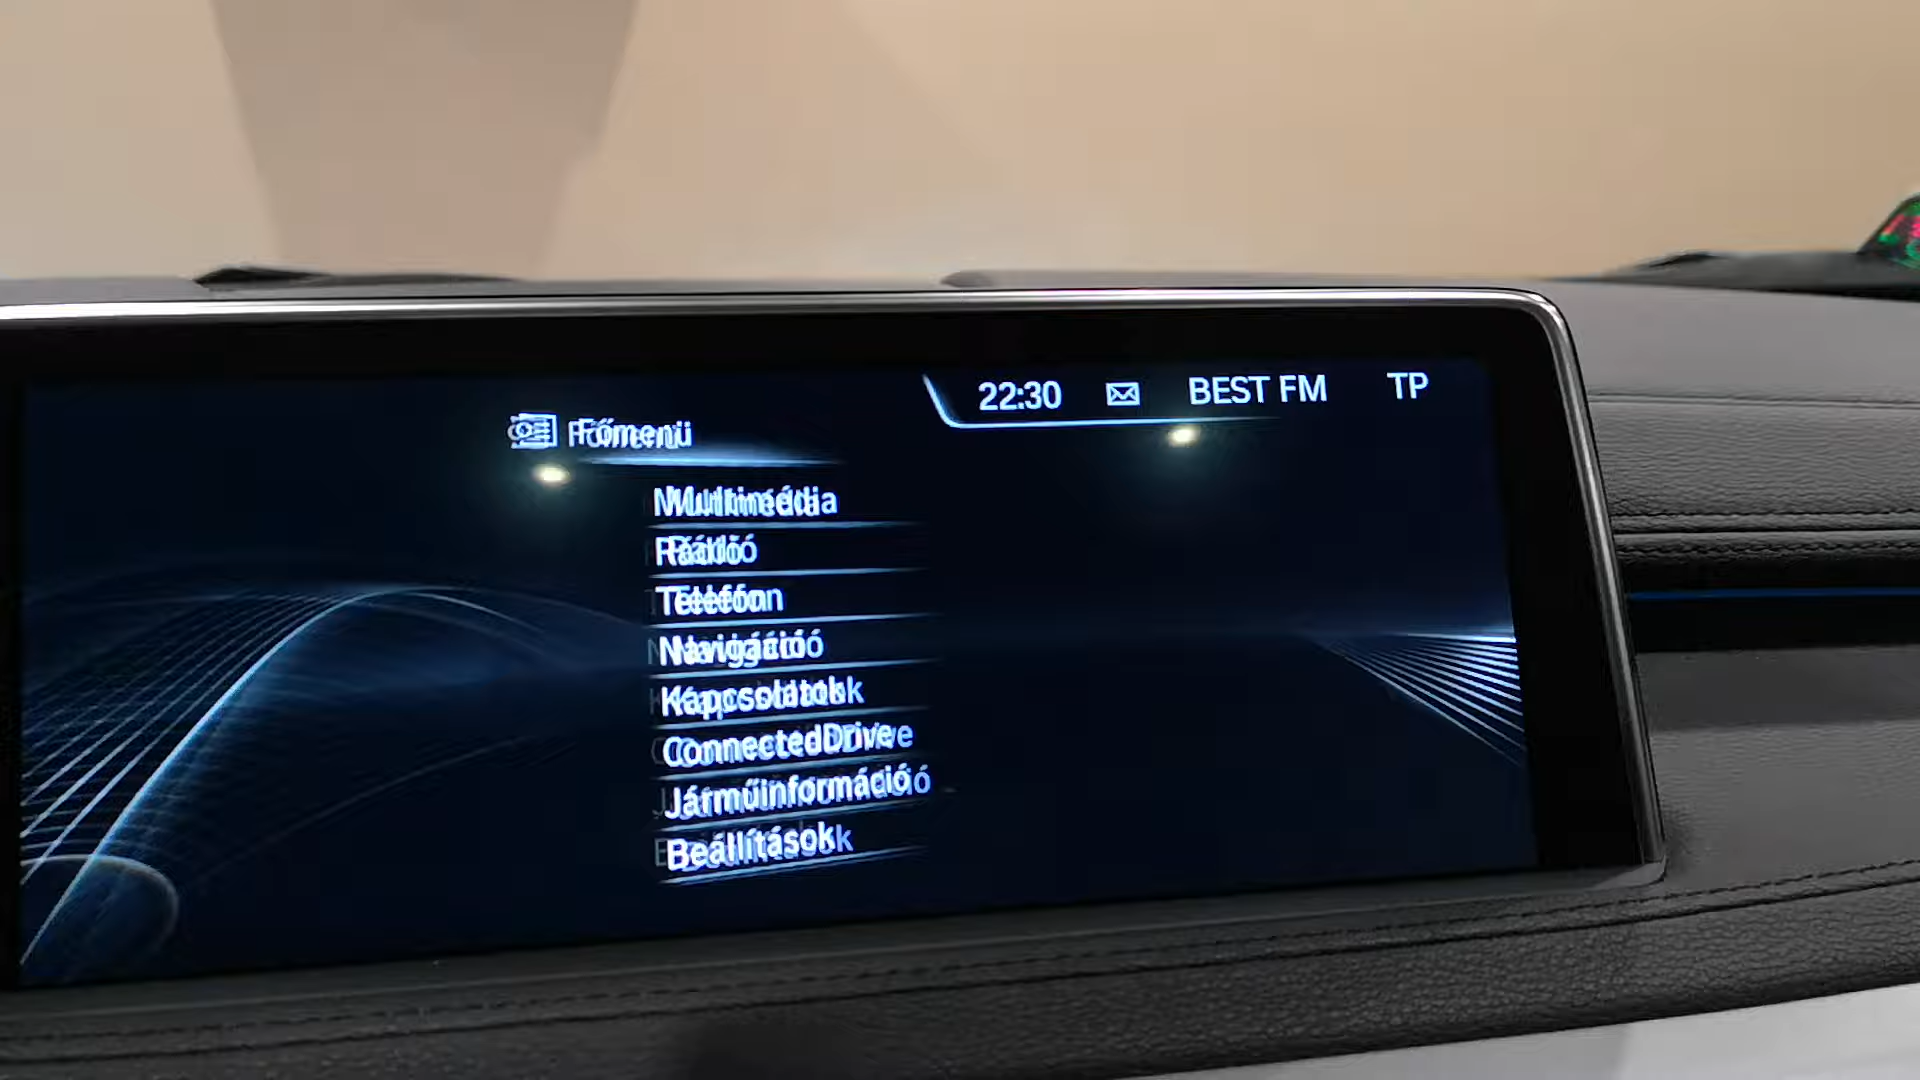 22:30 BEST FM TP
Főmenü
Multimédia
Rádió
Telefon
Navigáció
Kapcsolatok
ConnectedDrive
Járműinformáció
Beállítások